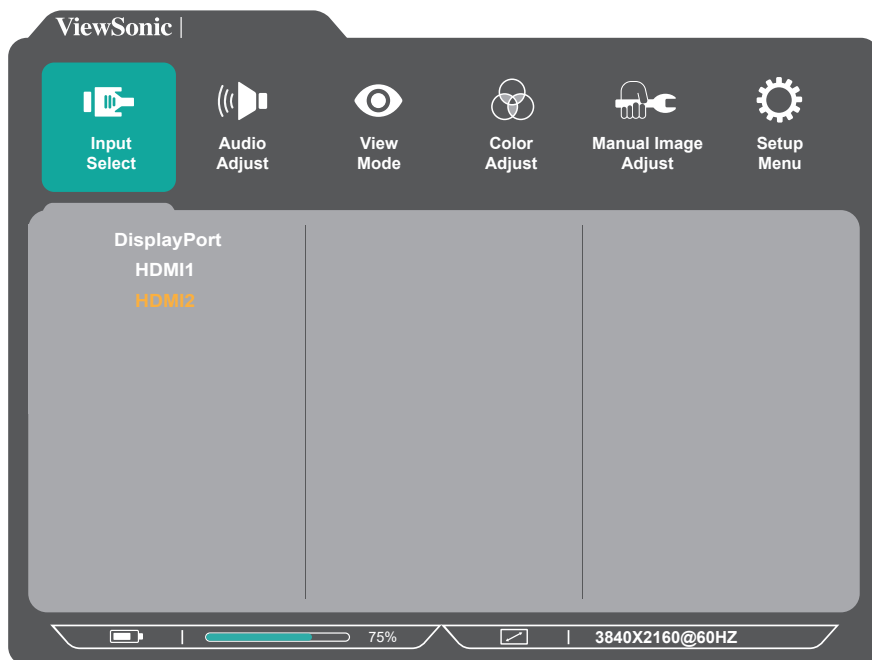 ViewSonic |
Input Select
Audio Adjust
View Mode
Color Adjust
Manual Image Adjust
Setup Menu
DisplayPort
HDMI1
HDMI2
75%
3840X2160@60HZ